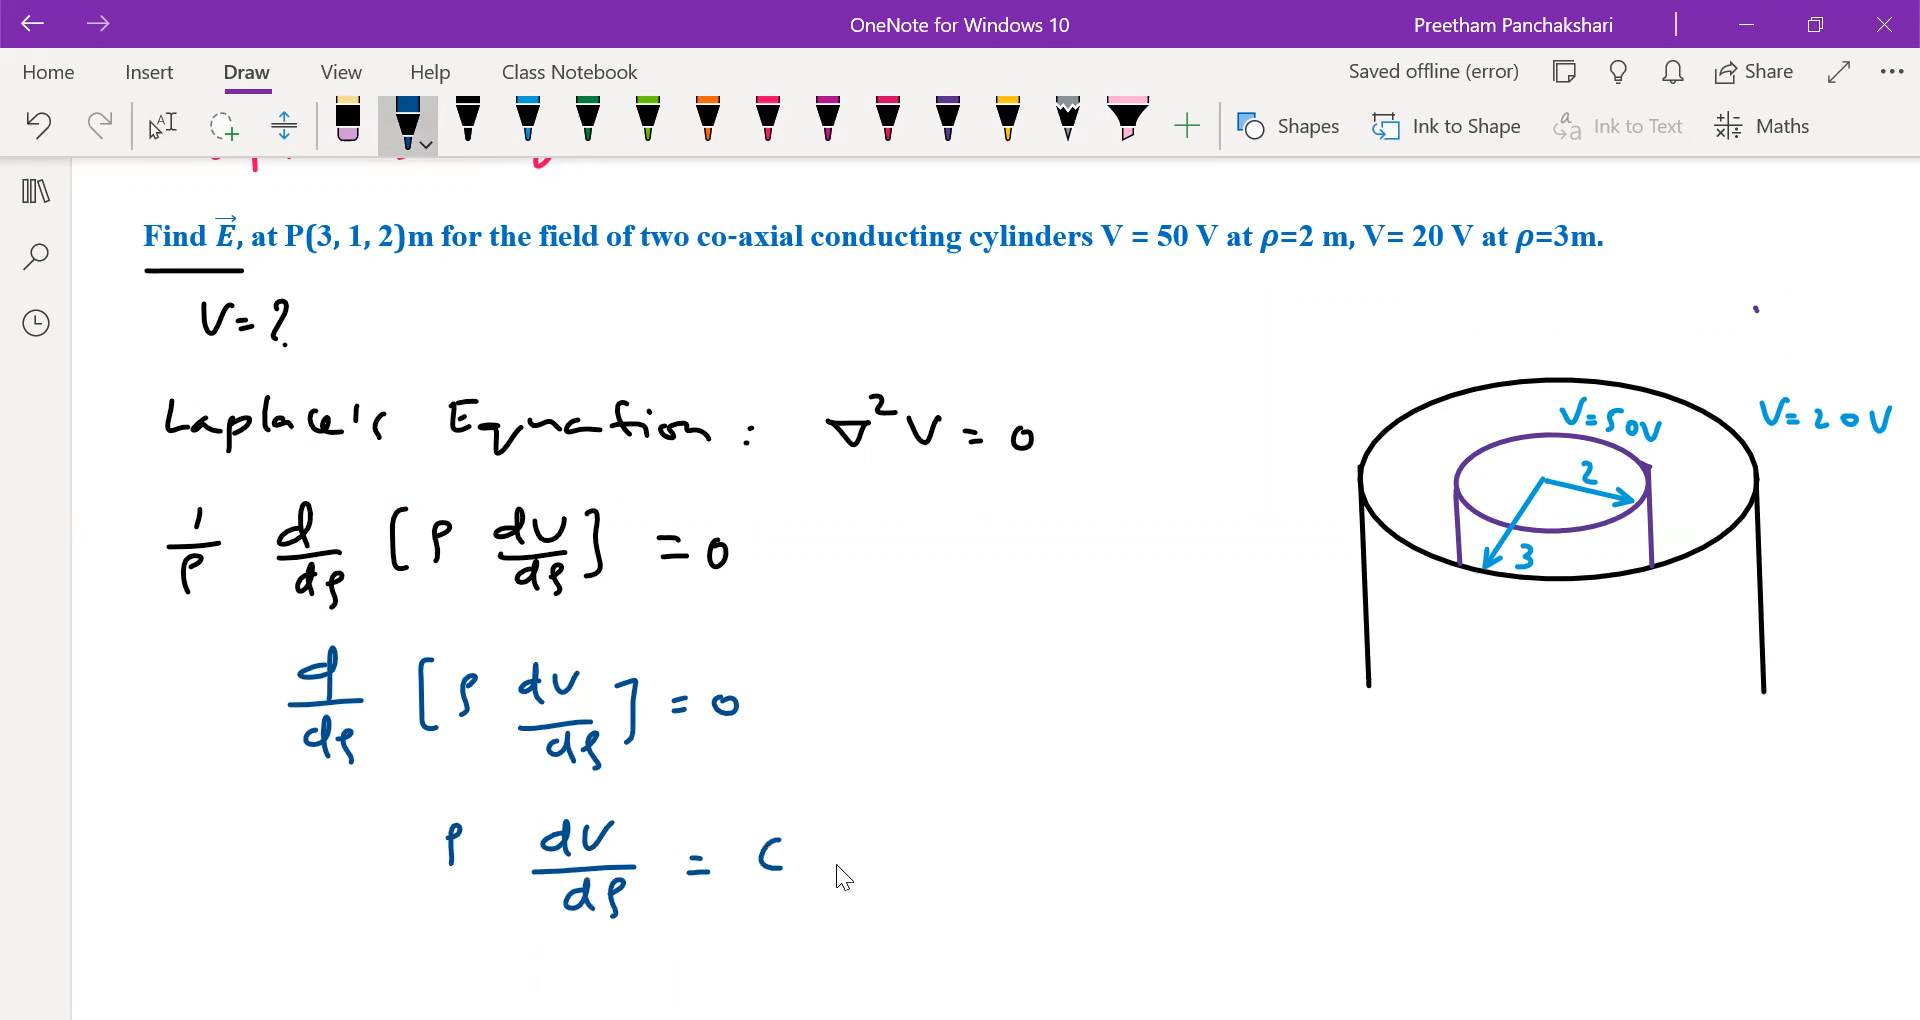 OneNote for Windows 10
Preetham Panchakshari
Home Insert Draw View Help Class Notebook
Saved offline (error) Share
Shapes Ink to Shape Ink to Text Maths
Find E⃗, at P(3, 1, 2)m for the field of two co-axial conducting cylinders V = 50 V at ρ=2 m, V= 20 V at ρ=3m.
V = ?
Laplace's Equation : ∇²V = 0
1/ρ d/dρ [ρ dV/dρ] = 0
d/dρ [ρ dV/dρ] = 0
ρ dV/dρ = C
V=50V
V=20V
2
3